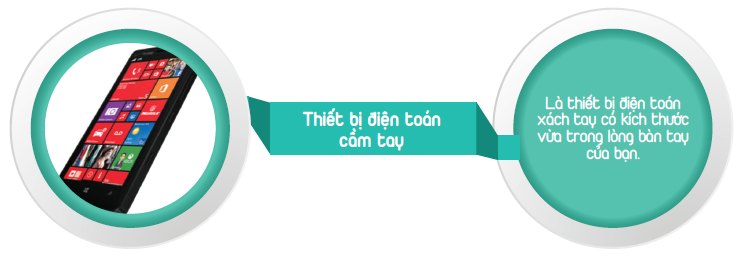 Thiết bị điện toán
cầm tay
Là thiết bị điện toán
xách tay có kích thước
vừa trong lòng bàn tay
của bạn.